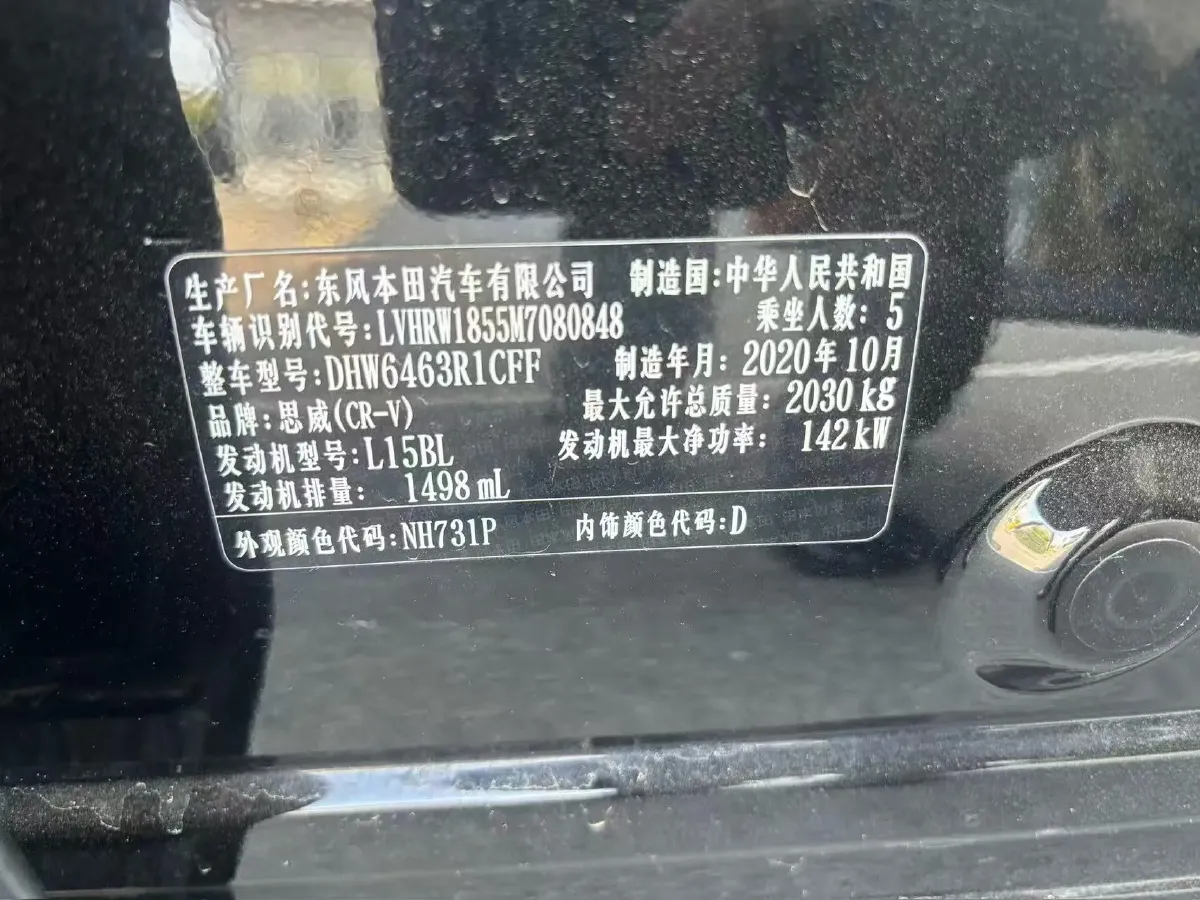 生产厂名:东风本田汽车有限公司 制造国:中华人民共和国
车辆识别代号:LVHRW1855M7080848 乘坐人数:5
整车型号:DHW6463R1CFF 制造年月:2020年10月
品牌:思威(CR-V) 最大允许总质量:2030kg
发动机型号:L15BL 发动机最大净功率:142kW
发动机排量:1498mL
外观颜色代码:NH731P 内饰颜色代码:D